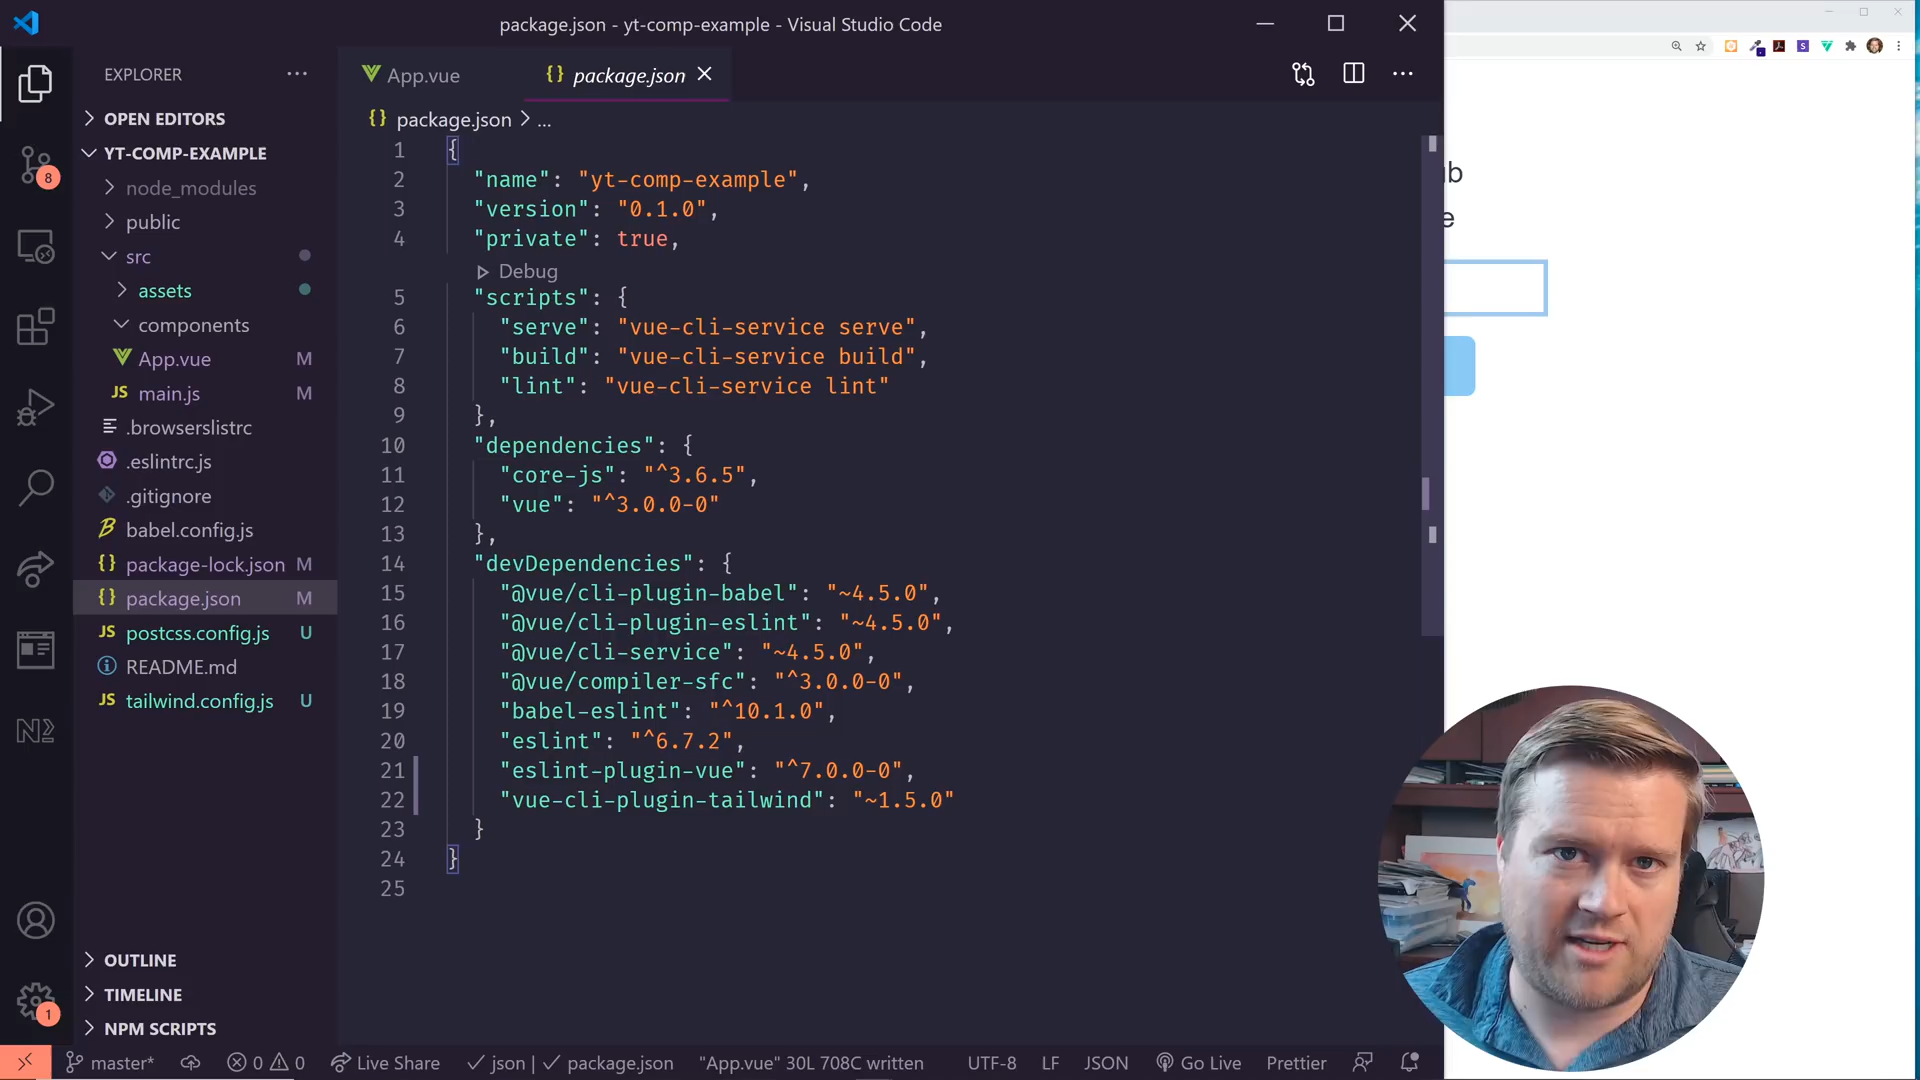 package.json - yt-comp-example - Visual Studio Code
EXPLORER
App.vue
{} package.json
OPEN EDITORS
{} package.json > ...
YT-COMP-EXAMPLE
node_modules
public
src
assets
components
App.vue M
JS main.js M
.browserslistrc
.eslintrc.js
.gitignore
babel.config.js
{} package-lock.json M
{} package.json M
JS postcss.config.js U
README.md
JS tailwind.config.js U
8
1
OUTLINE
TIMELINE
NPM SCRIPTS
1 {
2 "name": "yt-comp-example",
3 "version": "0.1.0",
4 "private": true,
Debug
5 "scripts": {
6 "serve": "vue-cli-service serve",
7 "build": "vue-cli-service build",
8 "lint": "vue-cli-service lint"
9 },
10 "dependencies": {
11 "core-js": "^3.6.5",
12 "vue": "^3.0.0-0"
13 },
14 "devDependencies": {
15 "@vue/cli-plugin-babel": "~4.5.0",
16 "@vue/cli-plugin-eslint": "~4.5.0",
17 "@vue/cli-service": "~4.5.0",
18 "@vue/compiler-sfc": "^3.0.0-0",
19 "babel-eslint": "^10.1.0",
20 "eslint": "^6.7.2",
21 "eslint-plugin-vue": "^7.0.0-0",
22 "vue-cli-plugin-tailwind": "~1.5.0"
23 }
24 }
25
master* 0 0 Live Share json | package.json "App.vue" 30L 708C written UTF-8 LF JSON Go Live Prettier